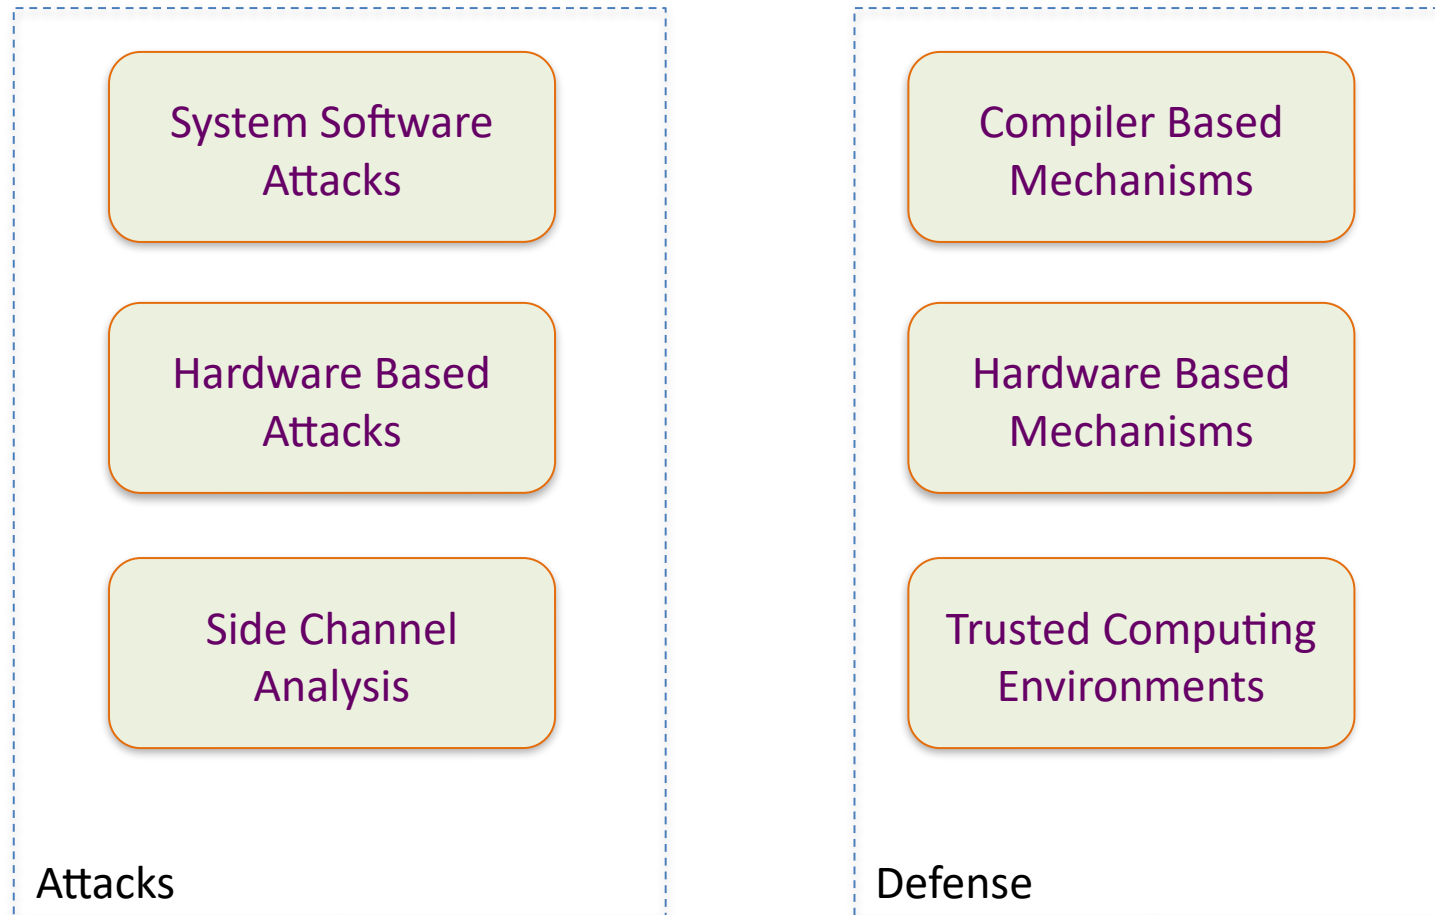 System Software
Attacks
Hardware Based
Attacks
Side Channel
Analysis
Attacks
Compiler Based
Mechanisms
Hardware Based
Mechanisms
Trusted Computing
Environments
Defense